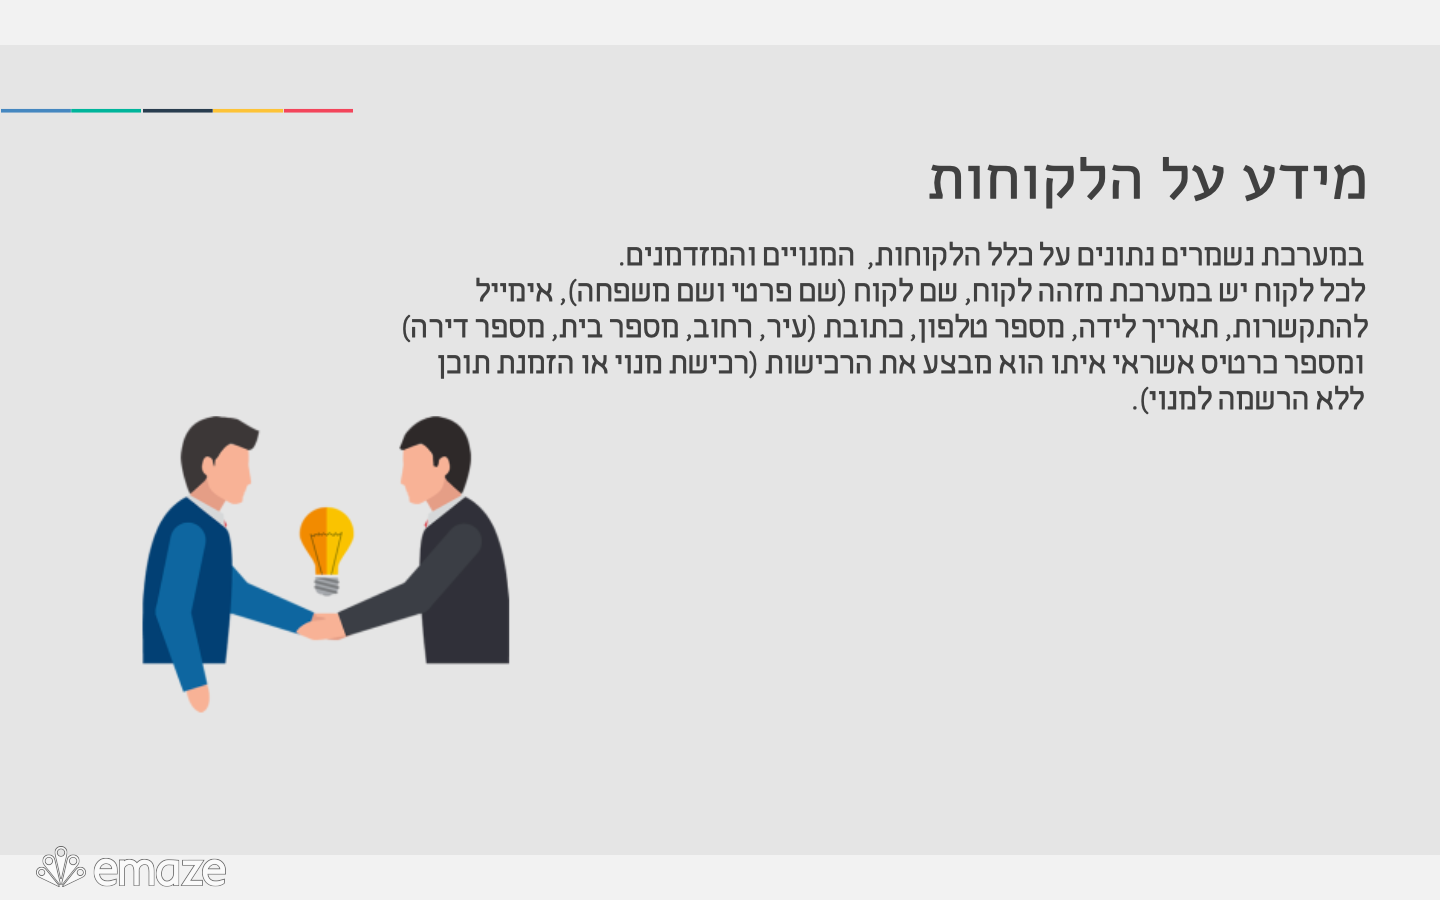 מידע על הלקוחות
במערכת נשמרים נתונים על כלל הלקוחות,  המנויים והמזדמנים.
לכל לקוח יש במערכת מזהה לקוח, שם לקוח (שם פרטי ושם משפחה), אימייל
להתקשרות, תאריך לידה, מספר טלפון, כתובת (עיר, רחוב, מספר בית, מספר דירה)
ומספר כרטיס אשראי איתו הוא מבצע את הרכישות (רכישת מנוי או הזמנת תוכן
ללא הרשמה למנוי).
emaze